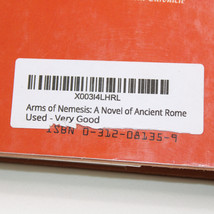 X003I4LHRL
Arms of Nemesis: A Novel of Ancient Rome
Used - Very Good
ISBN 0-312-08135-9